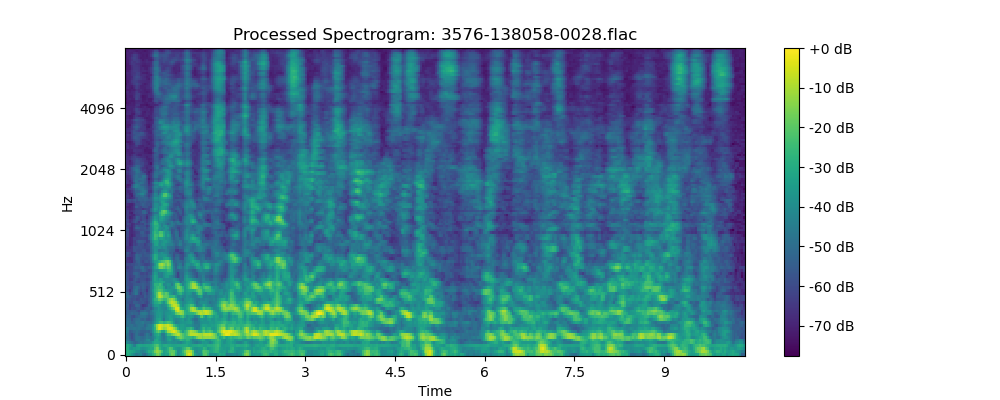 Processed Spectrogram: 3576-138058-0028.flac
Hz
4096
2048
1024
512
0
0 1.5 3 4.5 6 7.5 9
Time
+0 dB
-10 dB
-20 dB
-30 dB
-40 dB
-50 dB
-60 dB
-70 dB